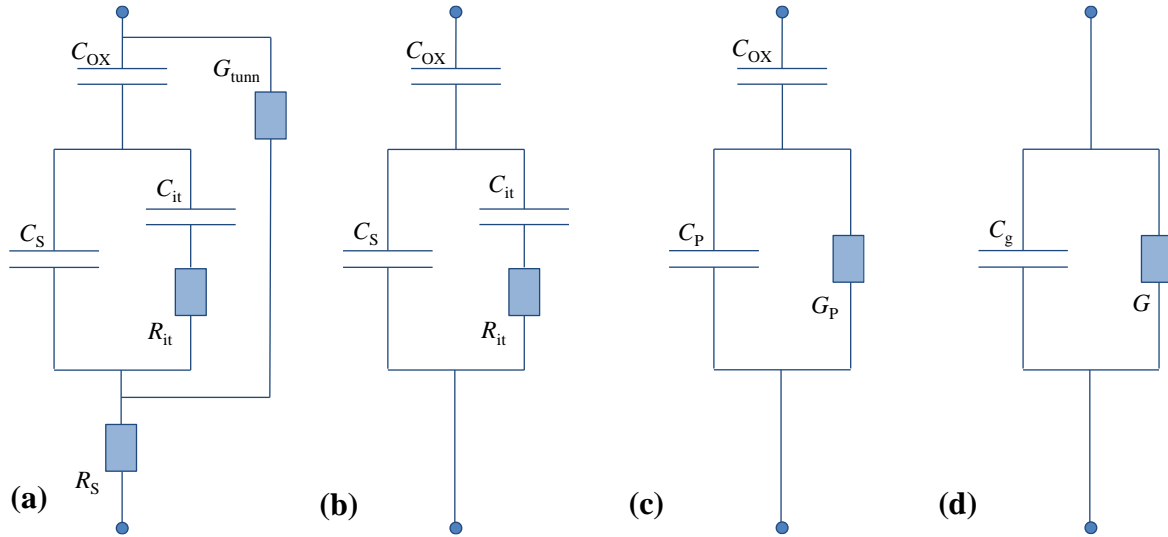 C_OX
G_tunn
C_it
C_S
R_it
R_S
(a)
C_OX
C_it
C_S
R_it
(b)
C_OX
C_P
G_P
(c)
C_g
G
(d)